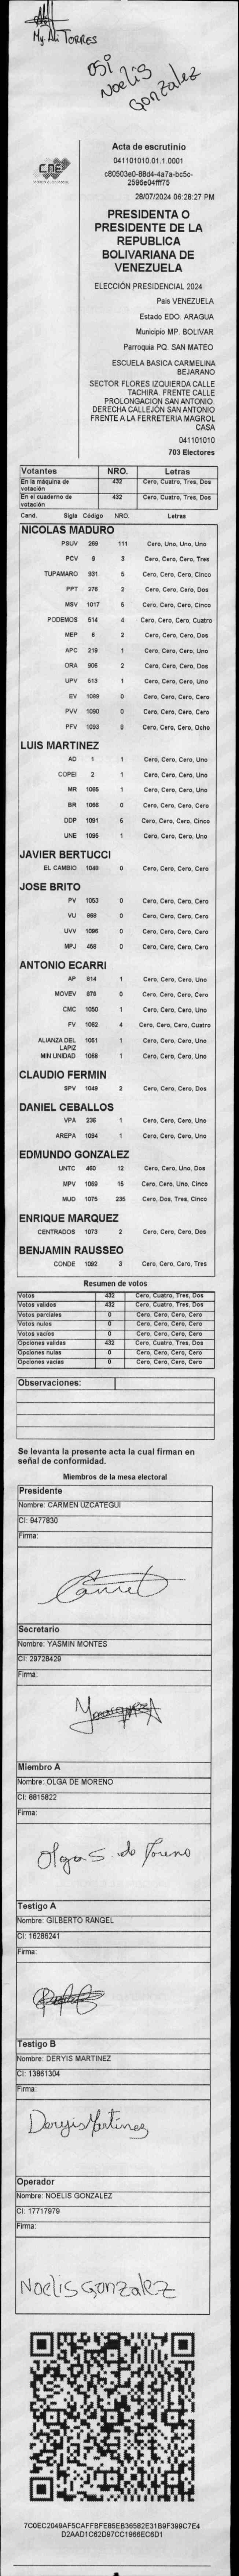 My. Ali TORRES
OSI
Noelis
Gonzalez
CNE
Acta de escrutinio
041101010.01.1.0001
c80503e0-88d4-4a7a-bc5c-
2598e04fff75
28/07/2024 06:28:27 PM
PRESIDENTA O
PRESIDENTE DE LA
REPUBLICA
BOLIVARIANA DE
VENEZUELA
ELECCIÓN PRESIDENCIAL 2024
País VENEZUELA
Estado EDO. ARAGUA
Municipio MP. BOLIVAR
Parroquia PQ. SAN MATEO
ESCUELA BASICA CARMELINA
BEJARANO
SECTOR FLORES IZQUIERDA CALLE
TACHIRA. FRENTE CALLE
PROLONGACION SAN ANTONIO.
DERECHA CALLEJÓN SAN ANTONIO
FRENTE A LA FERRETERIA MAGROL
CASA
041101010
703 Electores
Votantes NRO. Letras
En la máquina de votación 432 Cero, Cuatro, Tres, Dos
En el cuaderno de votación 432 Cero, Cuatro, Tres, Dos
Cand. Sigla Código NRO. Letras
NICOLAS MADURO
PSUV 269 111 Cero, Uno, Uno, Uno
PCV 9 3 Cero, Cero, Cero, Tres
TUPAMARO 931 5 Cero, Cero, Cero, Cinco
PPT 276 2 Cero, Cero, Cero, Dos
MSV 1017 5 Cero, Cero, Cero, Cinco
PODEMOS 514 4 Cero, Cero, Cero, Cuatro
MEP 6 2 Cero, Cero, Cero, Dos
APC 219 1 Cero, Cero, Cero, Uno
ORA 906 2 Cero, Cero, Cero, Dos
UPV 513 1 Cero, Cero, Cero, Uno
EV 1089 0 Cero, Cero, Cero, Cero
PVV 1090 0 Cero, Cero, Cero, Cero
PFV 1093 8 Cero, Cero, Cero, Ocho
LUIS MARTINEZ
AD 1 1 Cero, Cero, Cero, Uno
COPEI 2 1 Cero, Cero, Cero, Uno
MR 1065 1 Cero, Cero, Cero, Uno
BR 1066 0 Cero, Cero, Cero, Cero
DDP 1091 5 Cero, Cero, Cero, Cinco
UNE 1095 1 Cero, Cero, Cero, Uno
JAVIER BERTUCCI
EL CAMBIO 1048 0 Cero, Cero, Cero, Cero
JOSE BRITO
PV 1053 0 Cero, Cero, Cero, Cero
VU 868 0 Cero, Cero, Cero, Cero
UVV 1096 0 Cero, Cero, Cero, Cero
MPJ 458 0 Cero, Cero, Cero, Cero
ANTONIO ECARRI
AP 814 1 Cero, Cero, Cero, Uno
MOVEV 878 0 Cero, Cero, Cero, Cero
CMC 1050 1 Cero, Cero, Cero, Uno
FV 1062 4 Cero, Cero, Cero, Cuatro
ALIANZA DEL LAPIZ 1051 1 Cero, Cero, Cero, Uno
MIN UNIDAD 1068 1 Cero, Cero, Cero, Uno
CLAUDIO FERMIN
SPV 1049 2 Cero, Cero, Cero, Dos
DANIEL CEBALLOS
VPA 236 1 Cero, Cero, Cero, Uno
AREPA 1094 1 Cero, Cero, Cero, Uno
EDMUNDO GONZALEZ
UNTC 460 12 Cero, Cero, Uno, Dos
MPV 1069 15 Cero, Cero, Uno, Cinco
MUD 1075 235 Cero, Dos, Tres, Cinco
ENRIQUE MARQUEZ
CENTRADOS 1073 2 Cero, Cero, Cero, Dos
BENJAMIN RAUSSEO
CONDE 1092 3 Cero, Cero, Cero, Tres
Resumen de votos
Votos 432 Cero, Cuatro, Tres, Dos
Votos validos 432 Cero, Cuatro, Tres, Dos
Votos parciales 0 Cero, Cero, Cero, Cero
Votos nulos 0 Cero, Cero, Cero, Cero
Votos vacios 0 Cero, Cero, Cero, Cero
Opciones validas 432 Cero, Cuatro, Tres, Dos
Opciones nulas 0 Cero, Cero, Cero, Cero
Opciones vacias 0 Cero, Cero, Cero, Cero
Observaciones:
Se levanta la presente acta la cual firman en
señal de conformidad.
Miembros de la mesa electoral
Presidente
Nombre: CARMEN UZCATEGUI
CI: 9477830
Firma:
Secretario
Nombre: YASMIN MONTES
CI: 29728429
Firma:
Miembro A
Nombre: OLGA DE MORENO
CI: 8815822
Firma:
Olga S. de Moreno
Testigo A
Nombre: GILBERTO RANGEL
CI: 16286241
Firma:
Testigo B
Nombre: DERYIS MARTINEZ
CI: 13861304
Firma:
Deryis Martinez
Operador
Nombre: NOELIS GONZALEZ
CI: 17717979
Firma:
Noelis Gonzalez
7C0EC2049AF5CAFFBFE85EB36582E31B9F399C7E4
D2AAD1C62D97CC1966EC6D1